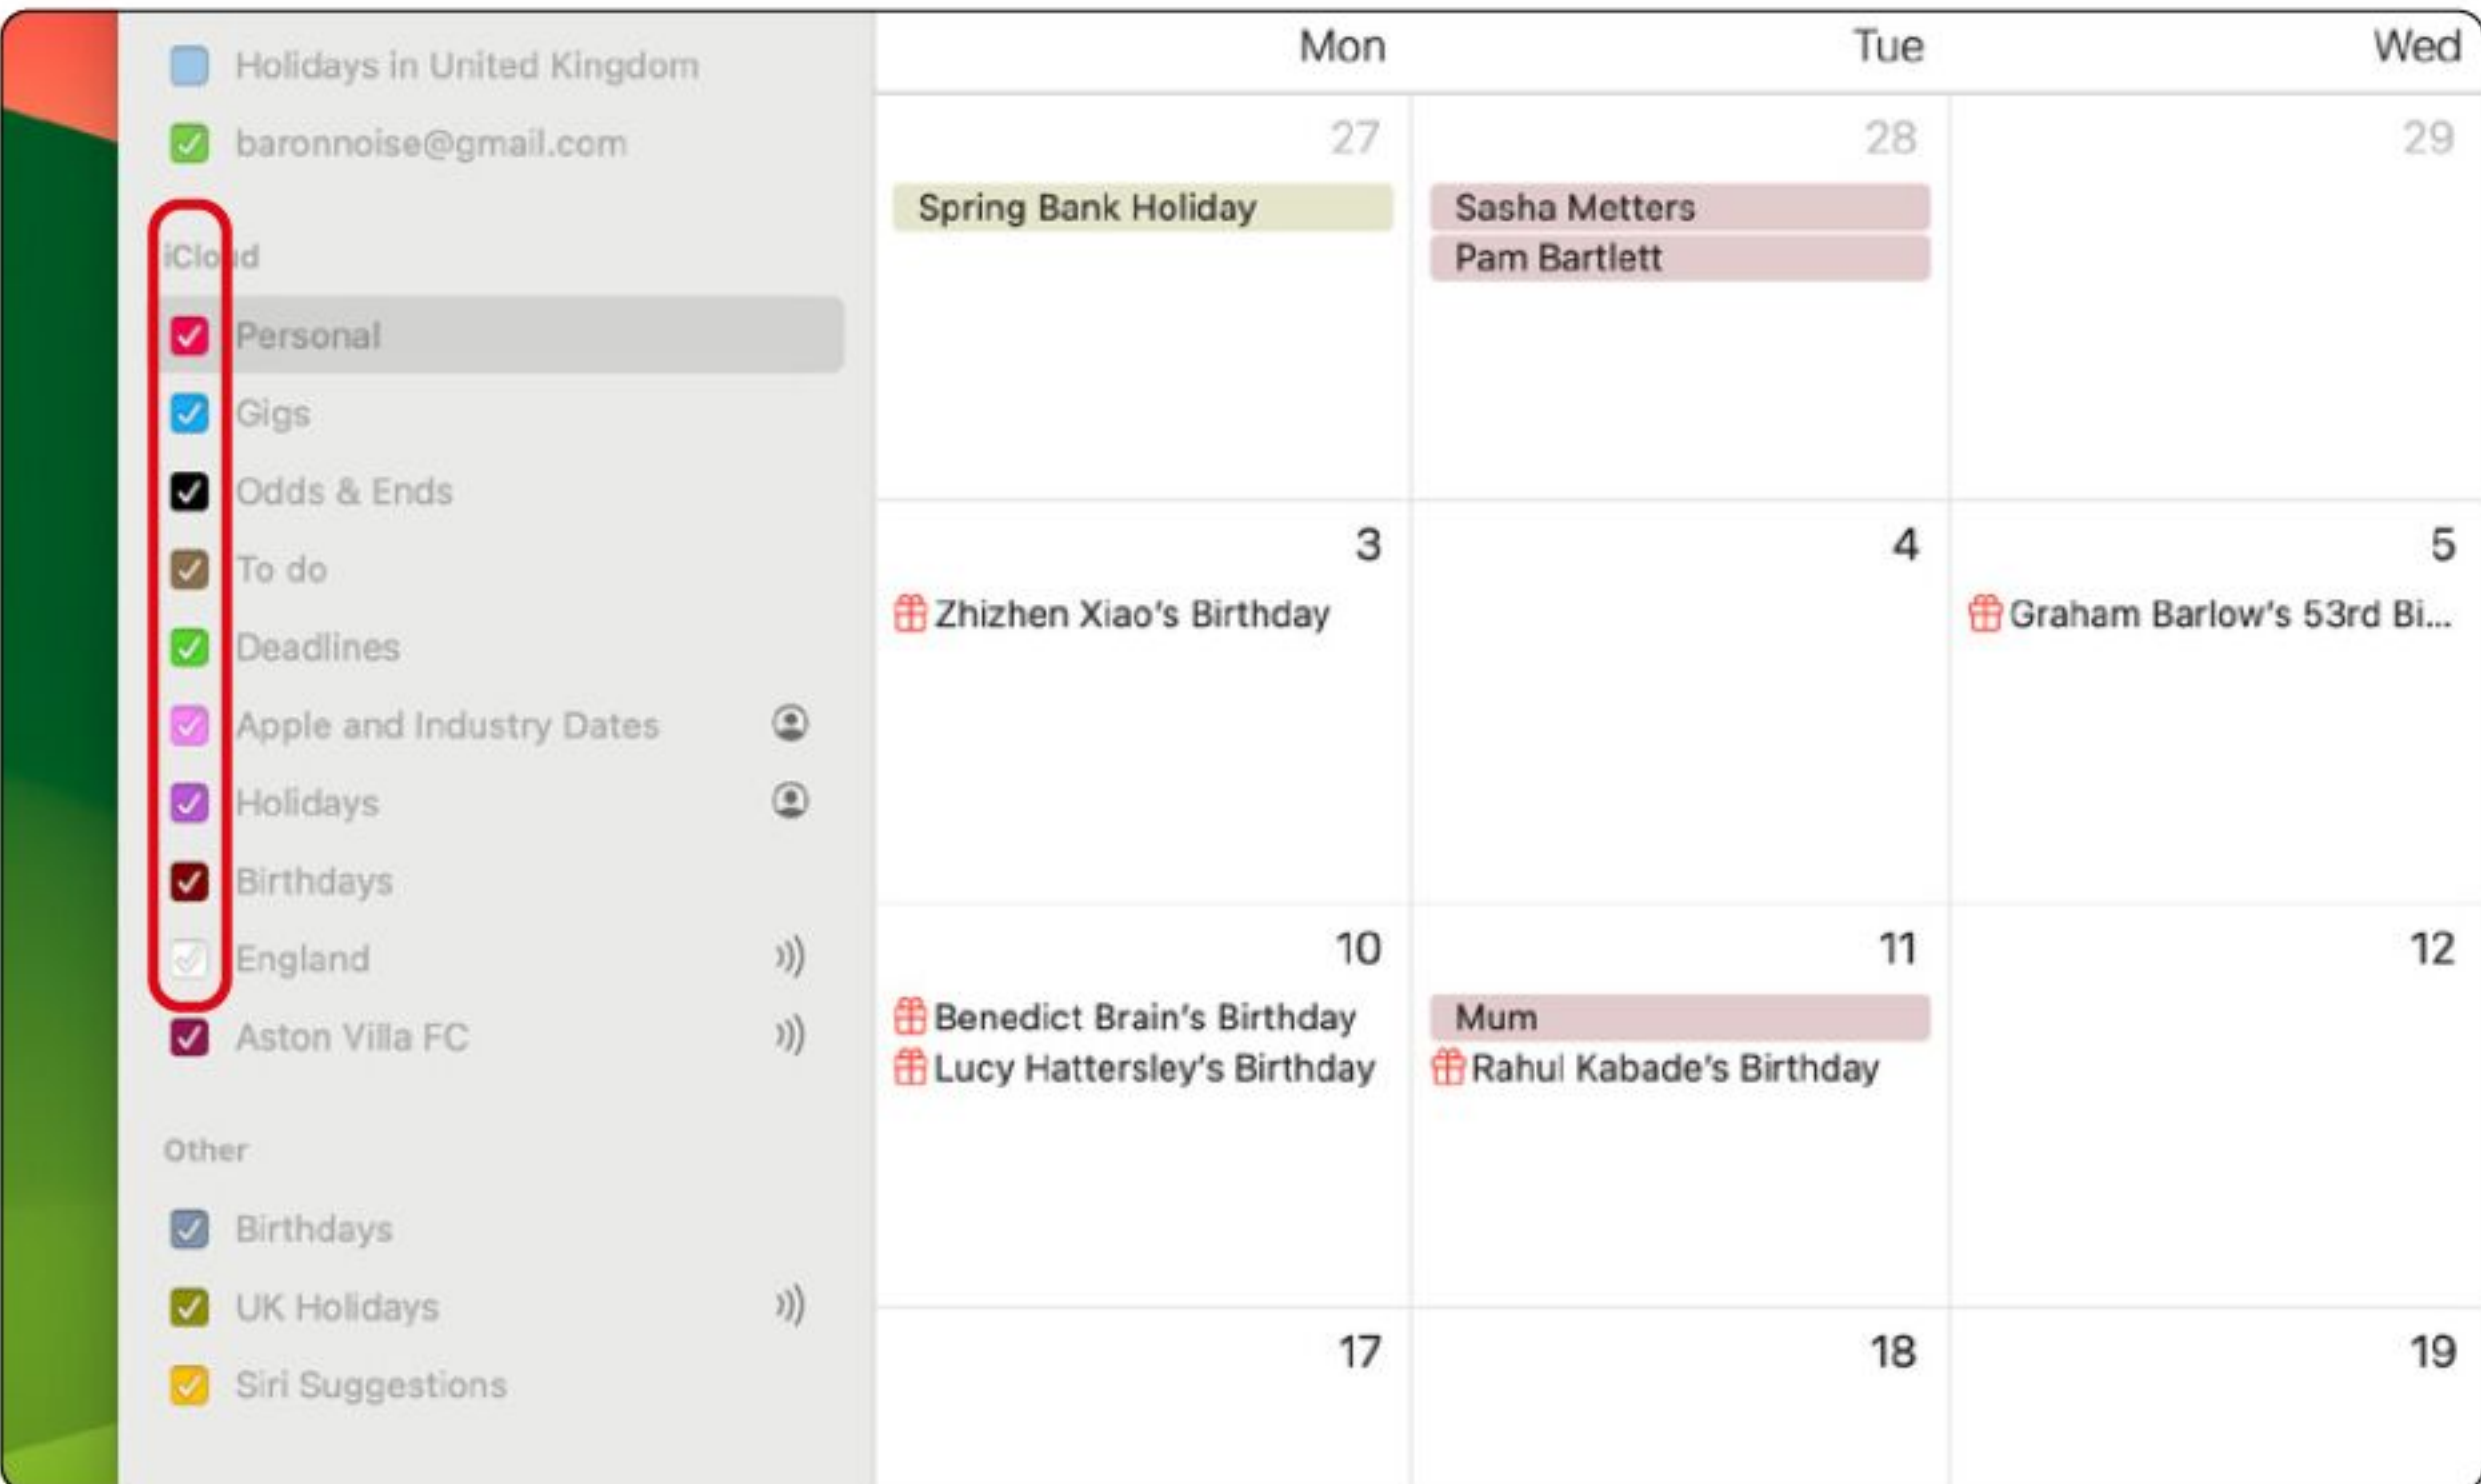 Holidays in United Kingdom
baronnoise@gmail.com
iCloud
Personal
Gigs
Odds & Ends
To do
Deadlines
Apple and Industry Dates
Holidays
Birthdays
England
Aston Villa FC
Other
Birthdays
UK Holidays
Siri Suggestions
Mon Tue Wed
27 28 29
Spring Bank Holiday
Sasha Metters
Pam Bartlett
3 4 5
Zhizhen Xiao's Birthday
Graham Barlow's 53rd Bi...
10 11 12
Benedict Brain's Birthday
Lucy Hattersley's Birthday
Mum
Rahul Kabade's Birthday
17 18 19